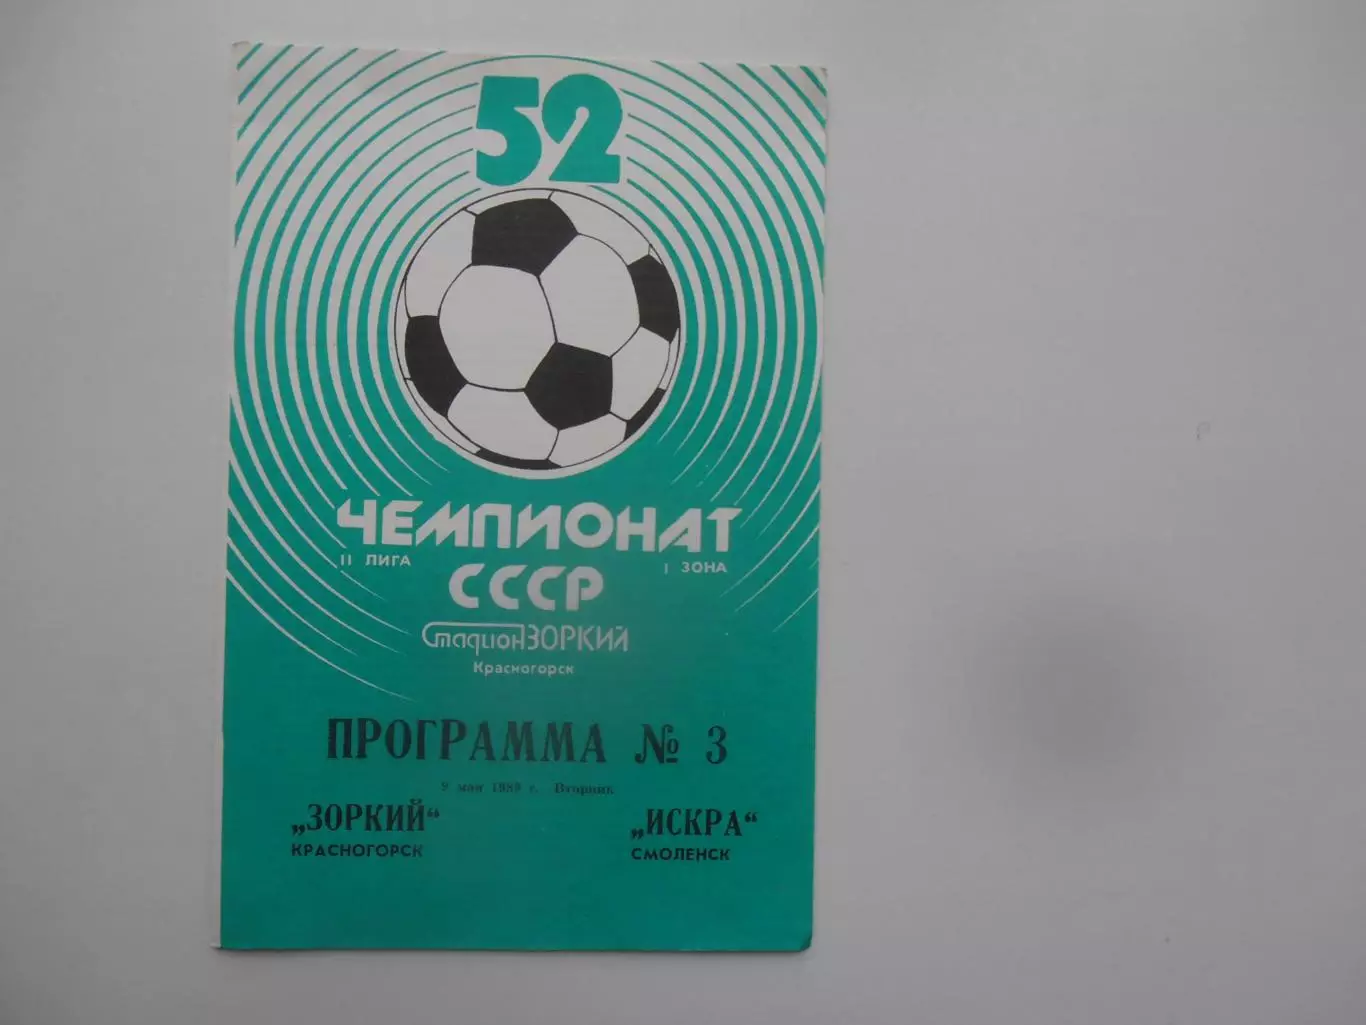 52
ЧЕМПИОНАТ
II ЛИГА
I ЗОНА
СССР
Стадион ЗОРКИЙ
Красногорск
ПРОГРАММА № 3
9 мая 1989 г. Вторник
„ЗОРКИЙ“ „ИСКРА“
КРАСНОГОРСК СМОЛЕНСК